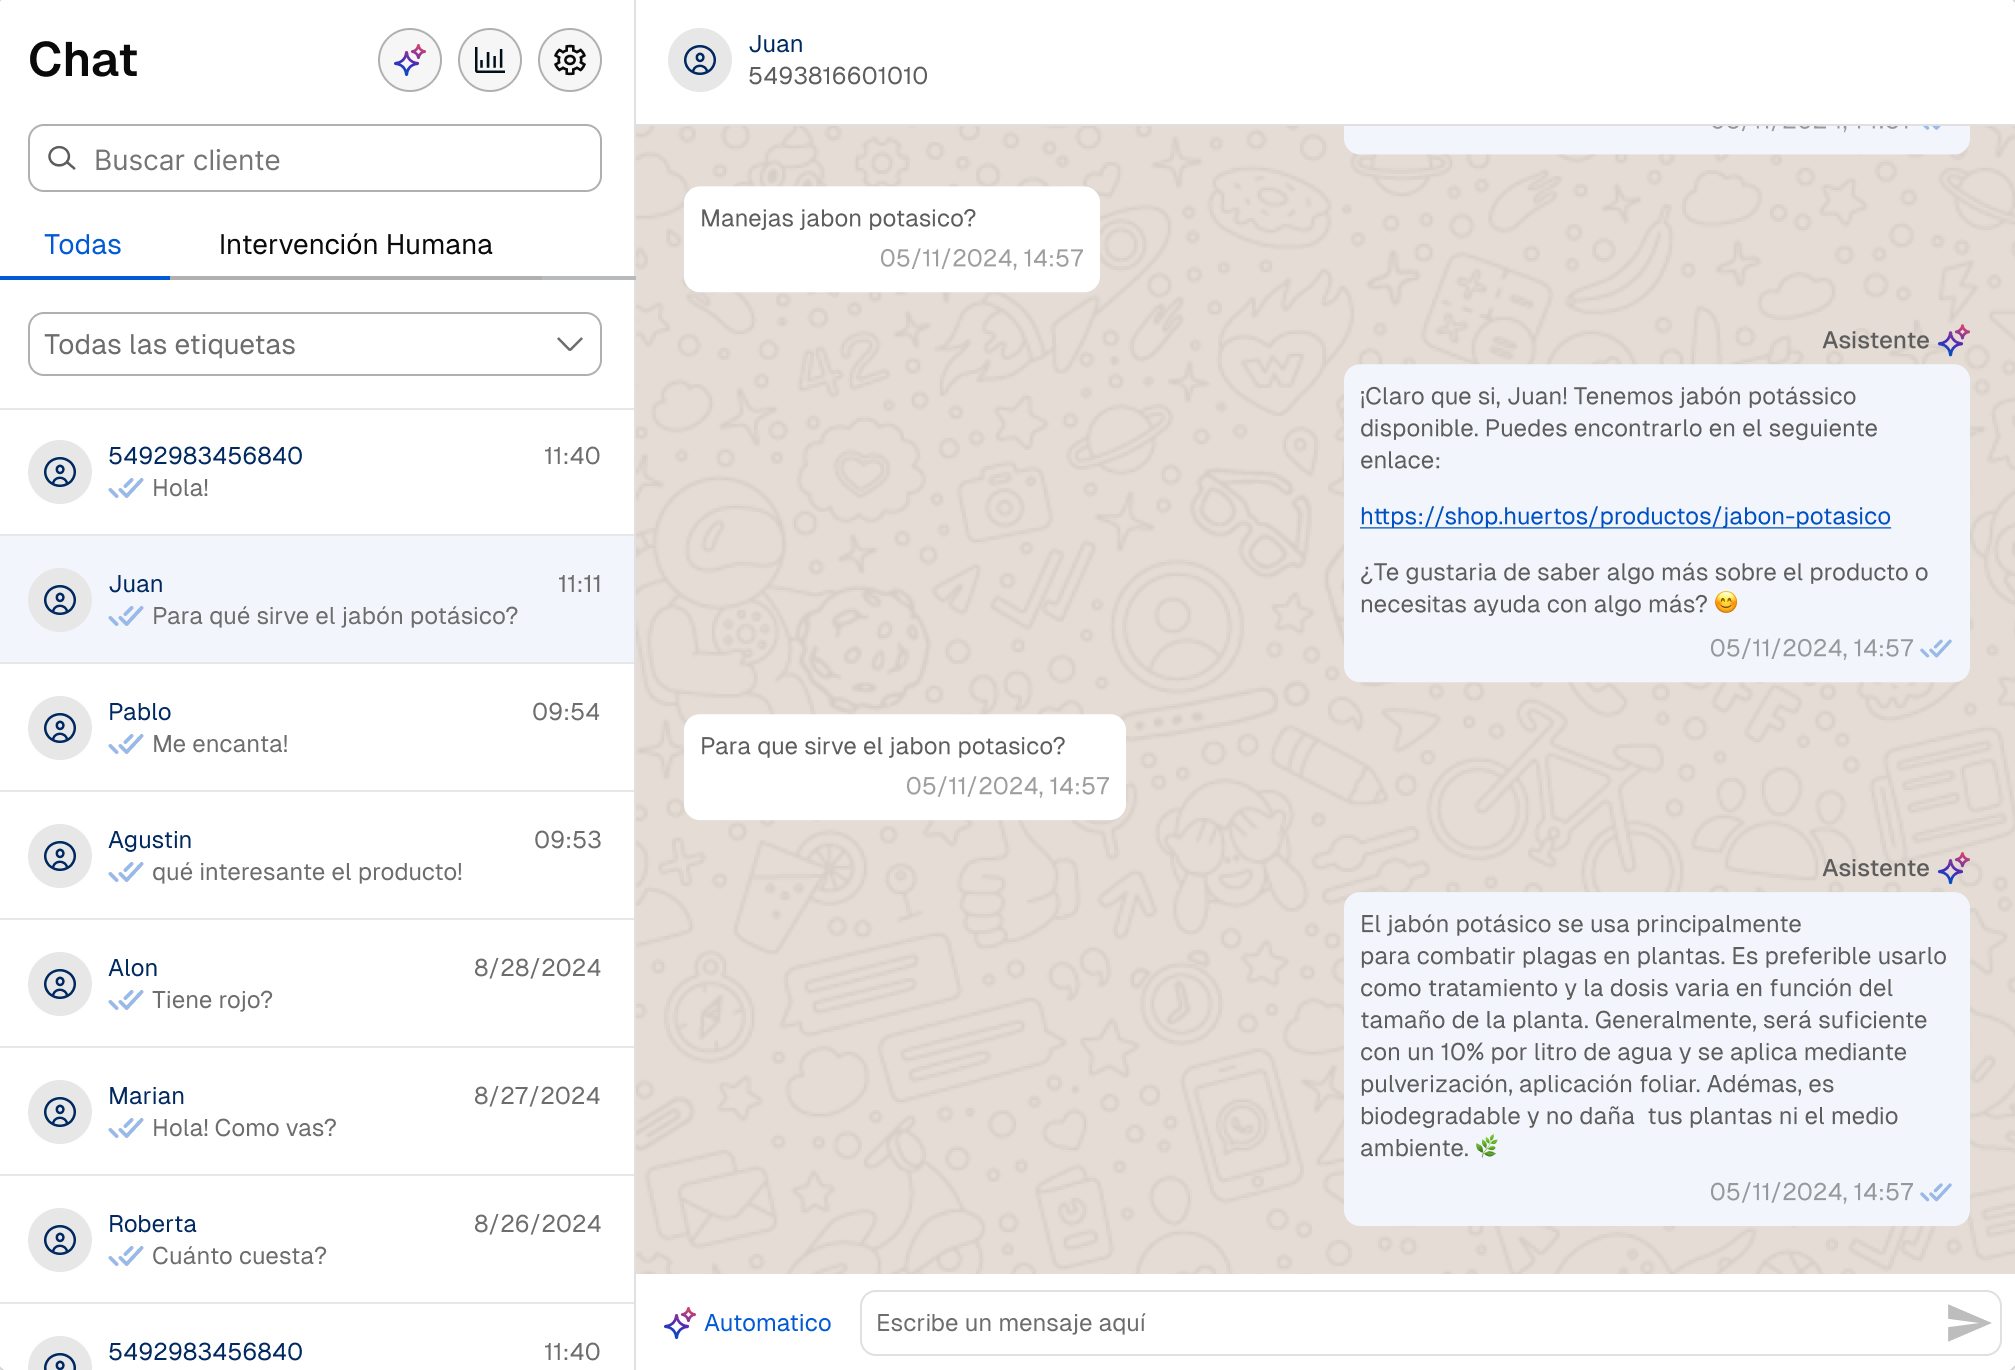 Chat
Buscar cliente
Todas
Intervención Humana
Todas las etiquetas
5492983456840
11:40
Hola!
Juan
11:11
Para qué sirve el jabón potásico?
Pablo
09:54
Me encanta!
Agustin
09:53
qué interesante el producto!
Alon
8/28/2024
Tiene rojo?
Marian
8/27/2024
Hola! Como vas?
Roberta
8/26/2024
Cuánto cuesta?
5492983456840
11:40
Juan
5493816601010
Manejas jabon potasico?
05/11/2024, 14:57
Asistente
¡Claro que si, Juan! Tenemos jabón potássico
disponible. Puedes encontrarlo en el seguiente
enlace:
https://shop.huertos/productos/jabon-potasico
¿Te gustaria de saber algo más sobre el producto o
necesitas ayuda con algo más? 😊
05/11/2024, 14:57
Para que sirve el jabon potasico?
05/11/2024, 14:57
Asistente
El jabón potásico se usa principalmente
para combatir plagas en plantas. Es preferible usarlo
como tratamiento y la dosis varia en función del
tamaño de la planta. Generalmente, será suficiente
con un 10% por litro de agua y se aplica mediante
pulverización, aplicación foliar. Adémas, es
biodegradable y no daña  tus plantas ni el medio
ambiente. 🌿
05/11/2024, 14:57
Automatico
Escribe un mensaje aquí